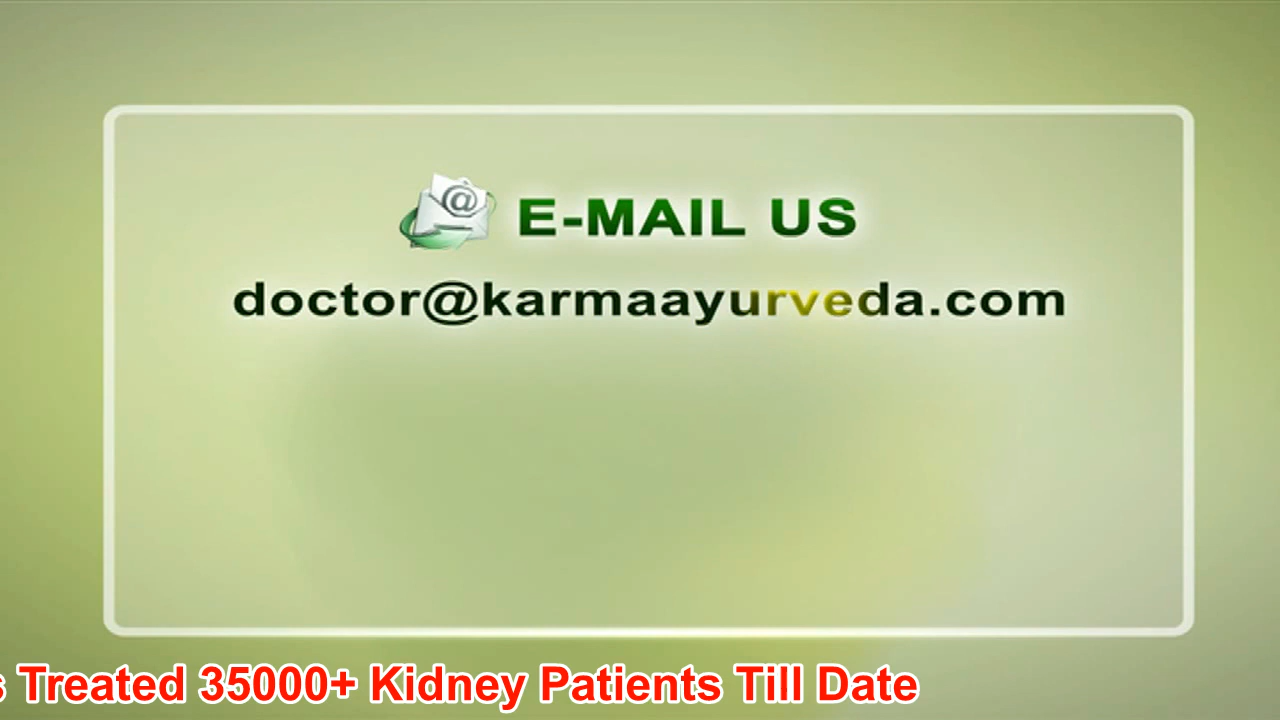 E-MAIL US
doctor@karmaayurveda.com
Treated 35000+ Kidney Patients Till Date